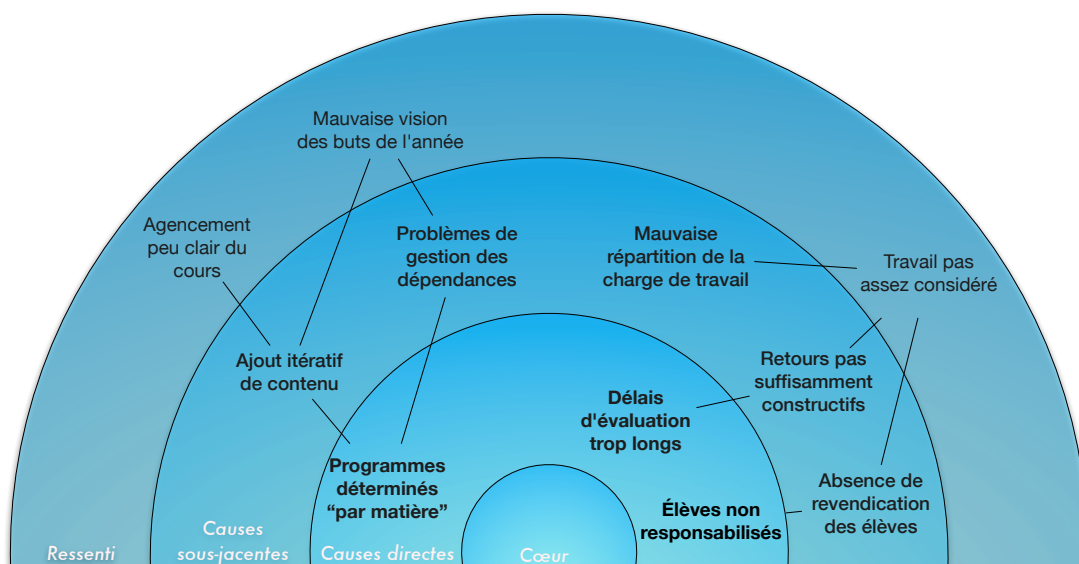 Mauvaise vision
des buts de l'année
Agencement
peu clair du
cours
Problèmes de
gestion des
dépendances
Mauvaise
répartition de la
charge de travail
Travail pas
assez considéré
Ajout itératif
de contenu
Retours pas
suffisamment
constructifs
Délais
d'évaluation
trop longs
Programmes
déterminés
“par matière”
Élèves non
responsabilisés
Absence de
revendication
des élèves
Ressenti
Causes
sous-jacentes
Causes directes
Cœur